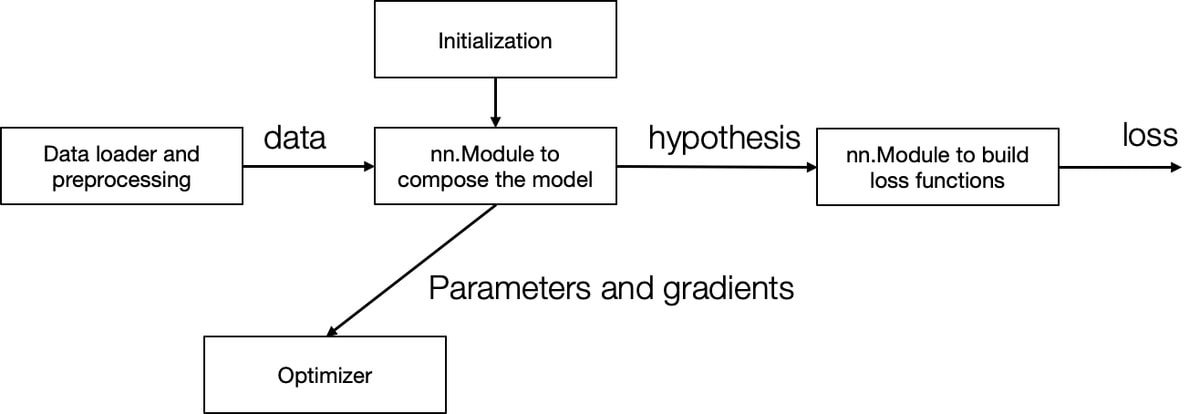 Initialization
Data loader and
preprocessing
data
nn.Module to
compose the model
hypothesis
nn.Module to build
loss functions
loss
Parameters and gradients
Optimizer